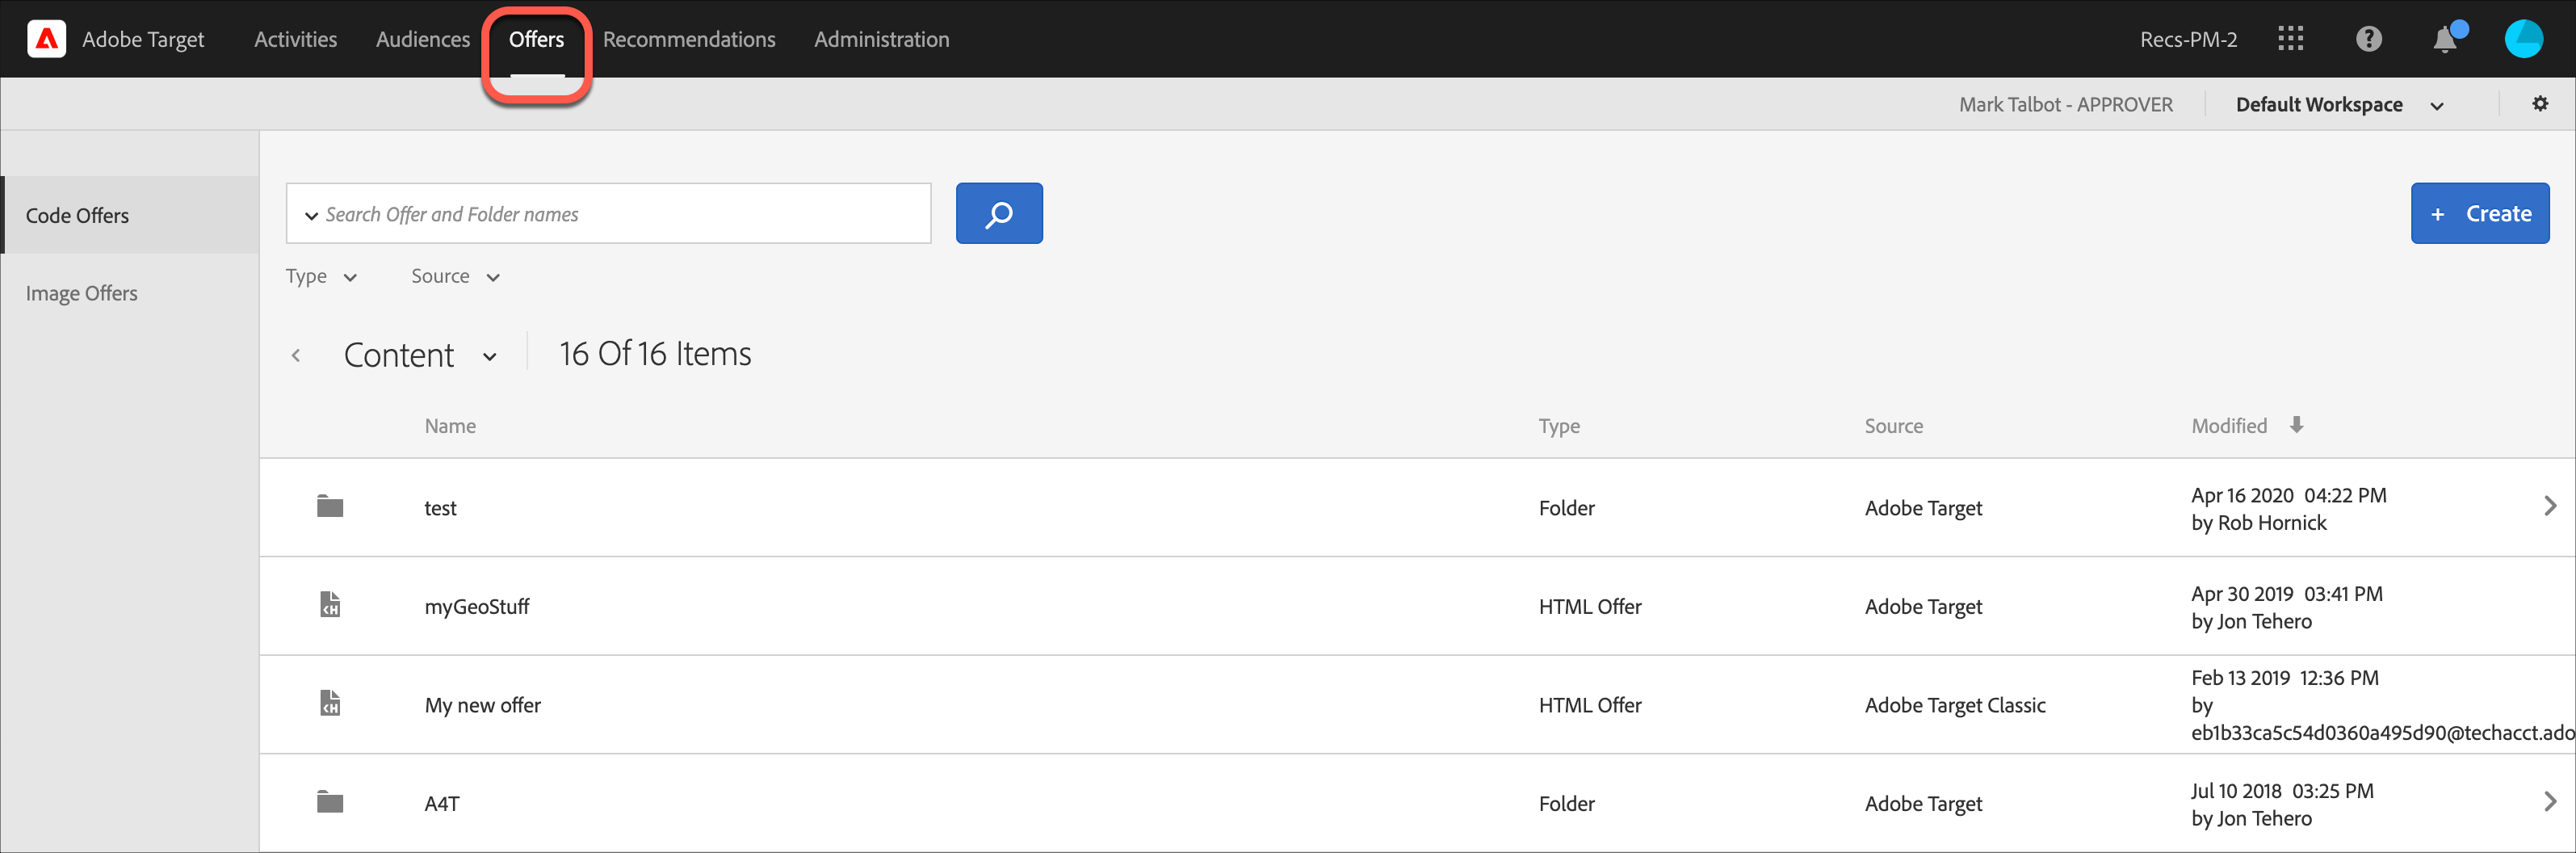 Adobe Target Activities Audiences Offers Recommendations Administration Recs-PM-2
Mark Talbot - APPROVER Default Workspace
Code Offers
Image Offers
Search Offer and Folder names
+ Create
Type Source
Content 16 Of 16 Items
Name Type Source Modified
test Folder Adobe Target Apr 16 2020 04:22 PM
by Rob Hornick
myGeoStuff HTML Offer Adobe Target Apr 30 2019 03:41 PM
by Jon Tehero
My new offer HTML Offer Adobe Target Classic Feb 13 2019 12:36 PM
by
eb1b33ca5c54d0360a495d90@techacct.ado
A4T Folder Adobe Target Jul 10 2018 03:25 PM
by Jon Tehero